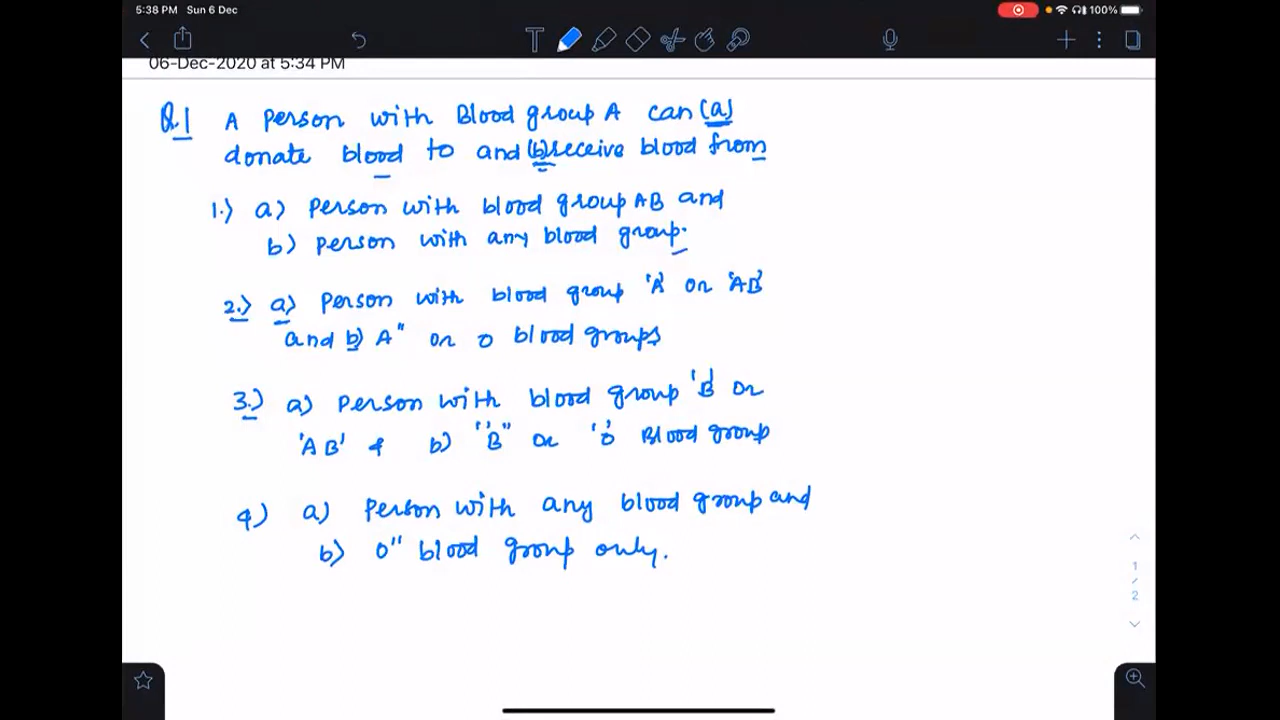 5:38 PM Sun 6 Dec
100%
T
06-Dec-2020 at 5:34 PM
Q.1 A Person with Blood group A can (a)
donate blood to and (b) receive blood from
1.) a) Person with blood group AB and
b) person with any blood group.
2.) a) Person with blood group 'A' or 'AB'
and b) A" or O blood groups
3.) a) Person with blood group 'B' or
'AB' & b) "B" or 'O' Blood group
4) a) Person with any blood group and
b) O" blood group only.
1
/
2